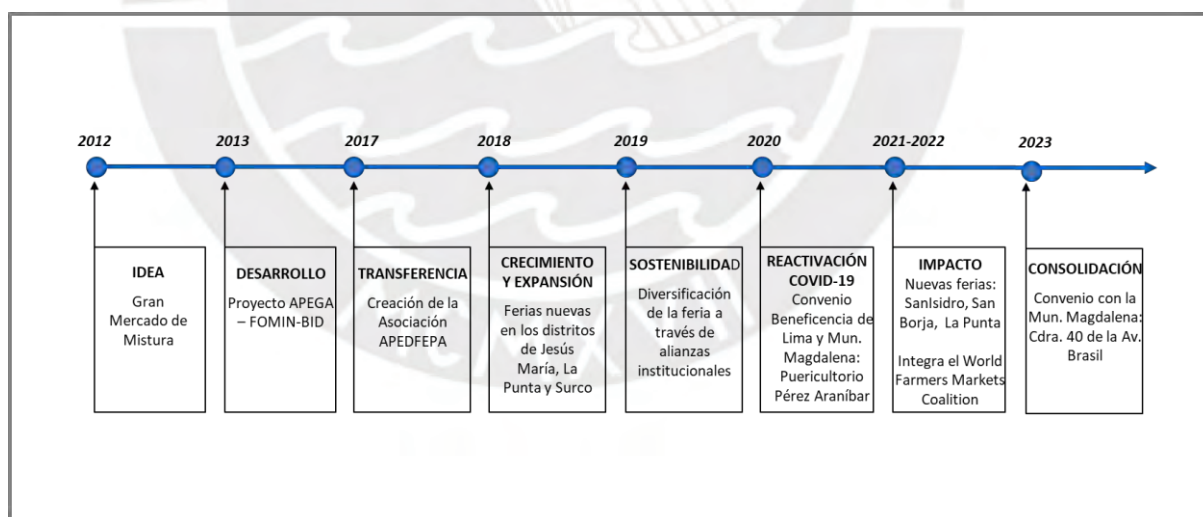 2012
2013
2017
2018
2019
2020
2021-2022
2023
IDEA
Gran
Mercado de
Mistura
DESARROLLO
Proyecto APEGA
– FOMIN-BID
TRANSFERENCIA
Creación de la
Asociación
APEDFEPA
CRECIMIENTO
Y EXPANSIÓN
Ferias nuevas
en los distritos
de Jesús
María, La
Punta y Surco
SOSTENIBILIDAD
Diversificación
de la feria a
través de
alianzas
institucionales
REACTIVACIÓN
COVID-19
Convenio
Beneficencia de
Lima y Mun.
Magdalena:
Puericultorio
Pérez Araníbar
IMPACTO
Nuevas ferias:
SanIsidro, San
Borja, La Punta
Integra el World
Farmers Markets
Coalition
CONSOLIDACIÓN
Convenio con la
Mun. Magdalena:
Cdra. 40 de la Av.
Brasil